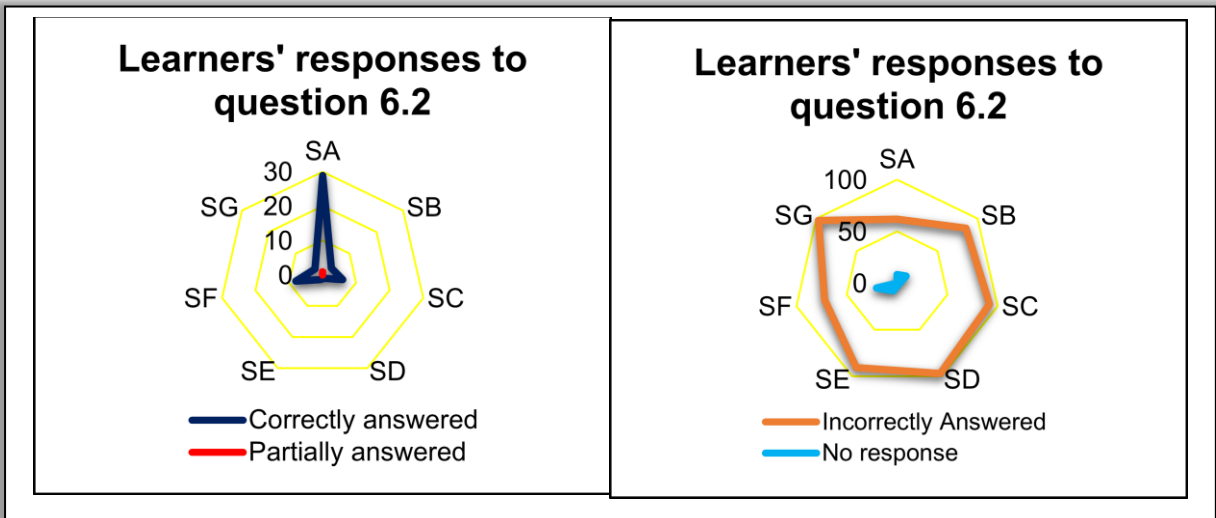 Learners' responses to
question 6.2
SA
30
20
SG
SB
10
0
SF
SC
SE
SD
Correctly answered
Partially answered
Learners' responses to
question 6.2
SA
100
SG
SB
50
0
SF
SC
SE
SD
Incorrectly Answered
No response